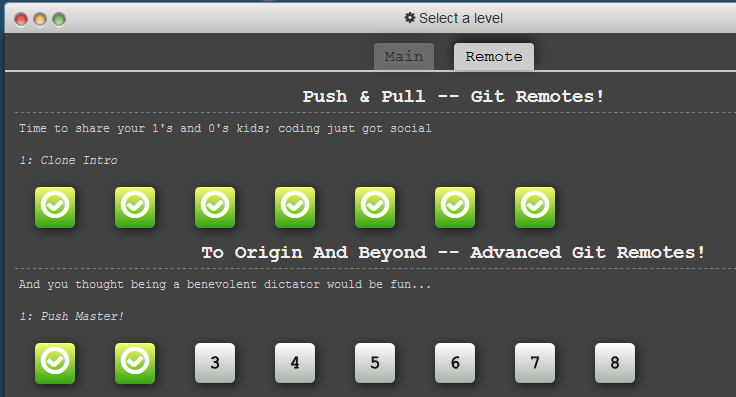 Select a level
Main Remote
Push & Pull -- Git Remotes!
Time to share your 1's and 0's kids; coding just got social
1: Clone Intro
To Origin And Beyond -- Advanced Git Remotes!
And you thought being a benevolent dictator would be fun...
1: Push Master!
3 4 5 6 7 8